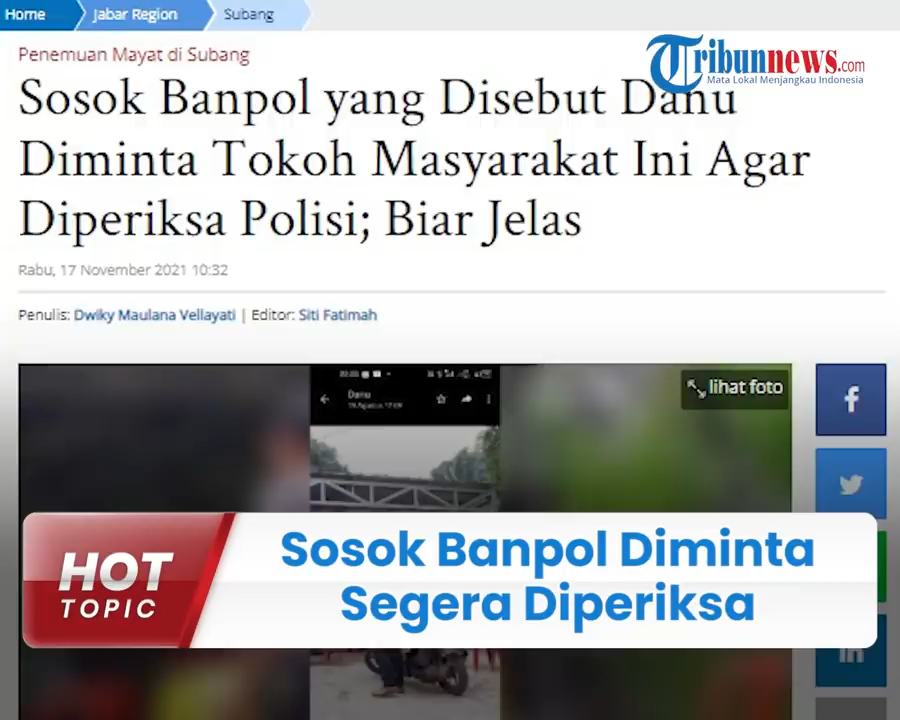 Home
Jabar Region
Subang
Penemuan Mayat di Subang
Tribunnews.com
Mata Lokal Menjangkau Indonesia
Sosok Banpol yang Disebut Danu
Diminta Tokoh Masyarakat Ini Agar
Diperiksa Polisi; Biar Jelas
Rabu, 17 November 2021 10:32
Penulis: Dwiky Maulana Vellayati | Editor: Siti Fatimah
Danu
lihat foto
f
HOT
TOPIC
Sosok Banpol Diminta
Segera Diperiksa
in